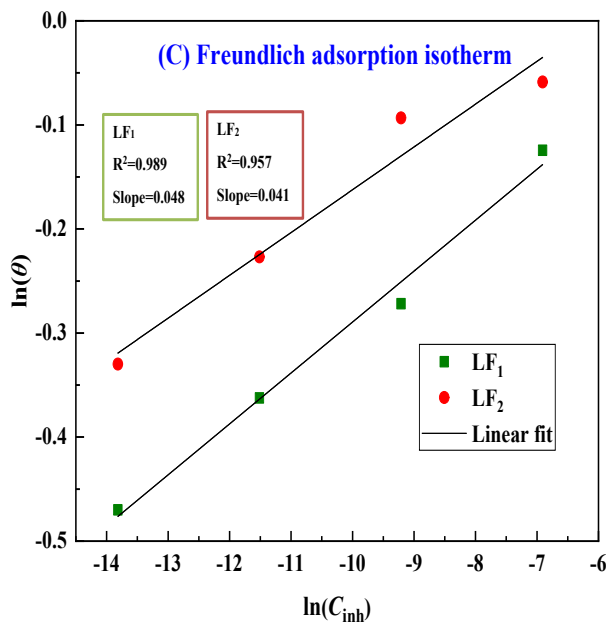 (C) Freundlich adsorption isotherm
LF₁
R²=0.989
Slope=0.048
LF₂
R²=0.957
Slope=0.041
ln(θ)
0.0
-0.1
-0.2
-0.3
-0.4
-0.5
LF₁
LF₂
Linear fit
-14 -13 -12 -11 -10 -9 -8 -7 -6
ln(C_inh)